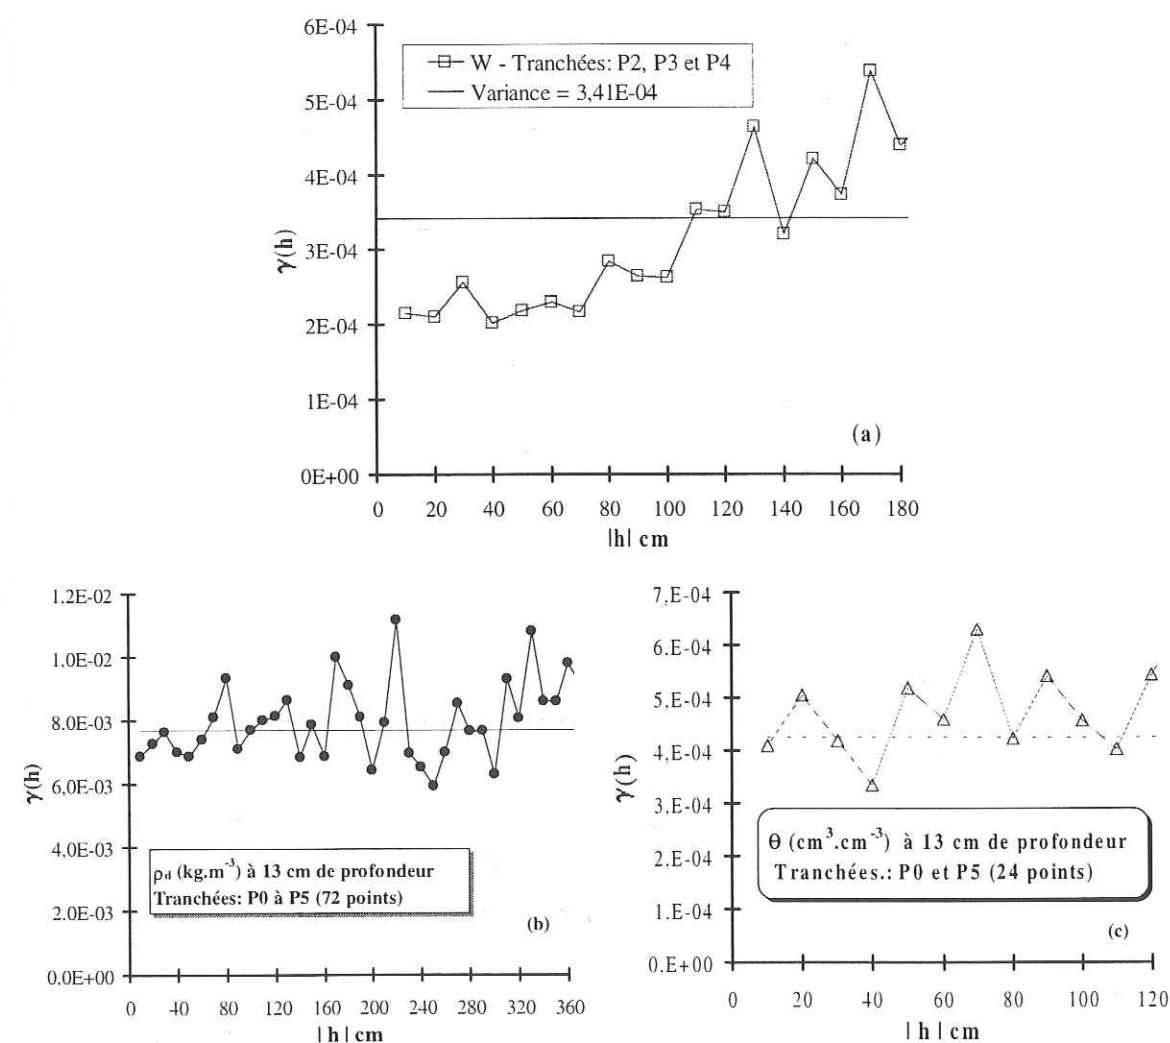 6E-04
W - Tranchées: P2, P3 et P4
Variance = 3,41E-04
5E-04
4E-04
3E-04
2E-04
1E-04
0E+00
γ(h)
(a)
0 20 40 60 80 100 120 140 160 180
|h| cm
1.2E-02
1.0E-02
8.0E-03
6.0E-03
4.0E-03
2.0E-03
0.0E+00
γ(h)
ρd (kg.m-3) à 13 cm de profondeur
Tranchées: P0 à P5 (72 points)
(b)
0 40 80 120 160 200 240 280 320 360
|h| cm
7,E-04
6,E-04
5,E-04
4,E-04
3,E-04
2,E-04
1,E-04
0,E+00
γ(h)
θ (cm3.cm-3) à 13 cm de profondeur
Tranchées.: P0 et P5 (24 points)
(c)
0 20 40 60 80 100 120
|h| cm